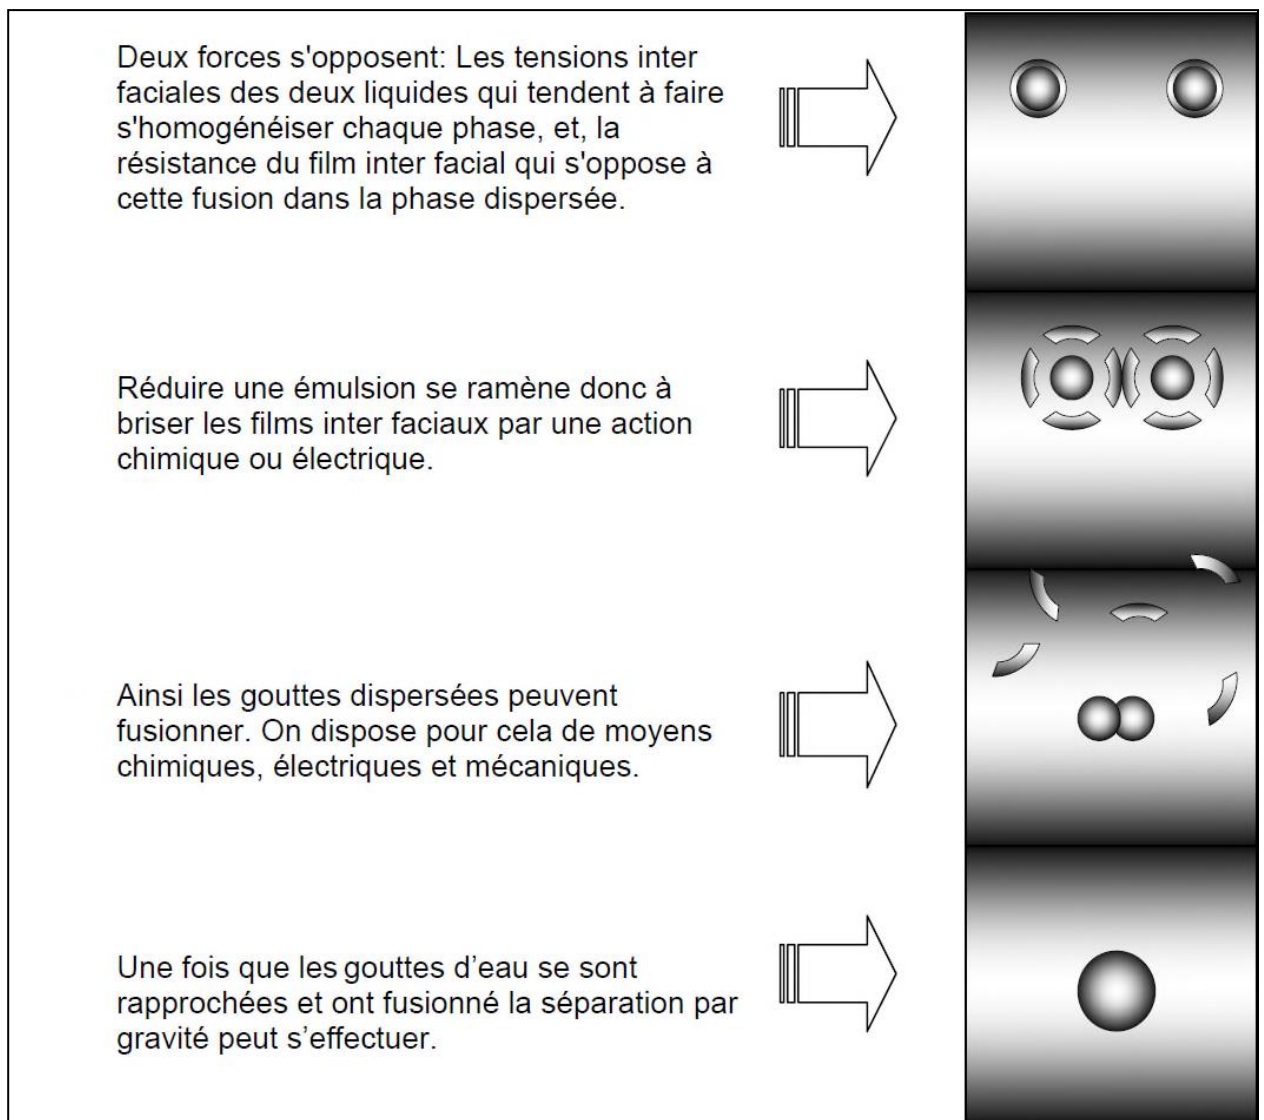 Deux forces s'opposent: Les tensions inter
faciales des deux liquides qui tendent à faire
s'homogénéiser chaque phase, et, la
résistance du film inter facial qui s'oppose à
cette fusion dans la phase dispersée.
Réduire une émulsion se ramène donc à
briser les films inter faciaux par une action
chimique ou électrique.
Ainsi les gouttes dispersées peuvent
fusionner. On dispose pour cela de moyens
chimiques, électriques et mécaniques.
Une fois que les gouttes d’eau se sont
rapprochées et ont fusionné la séparation par
gravité peut s’effectuer.